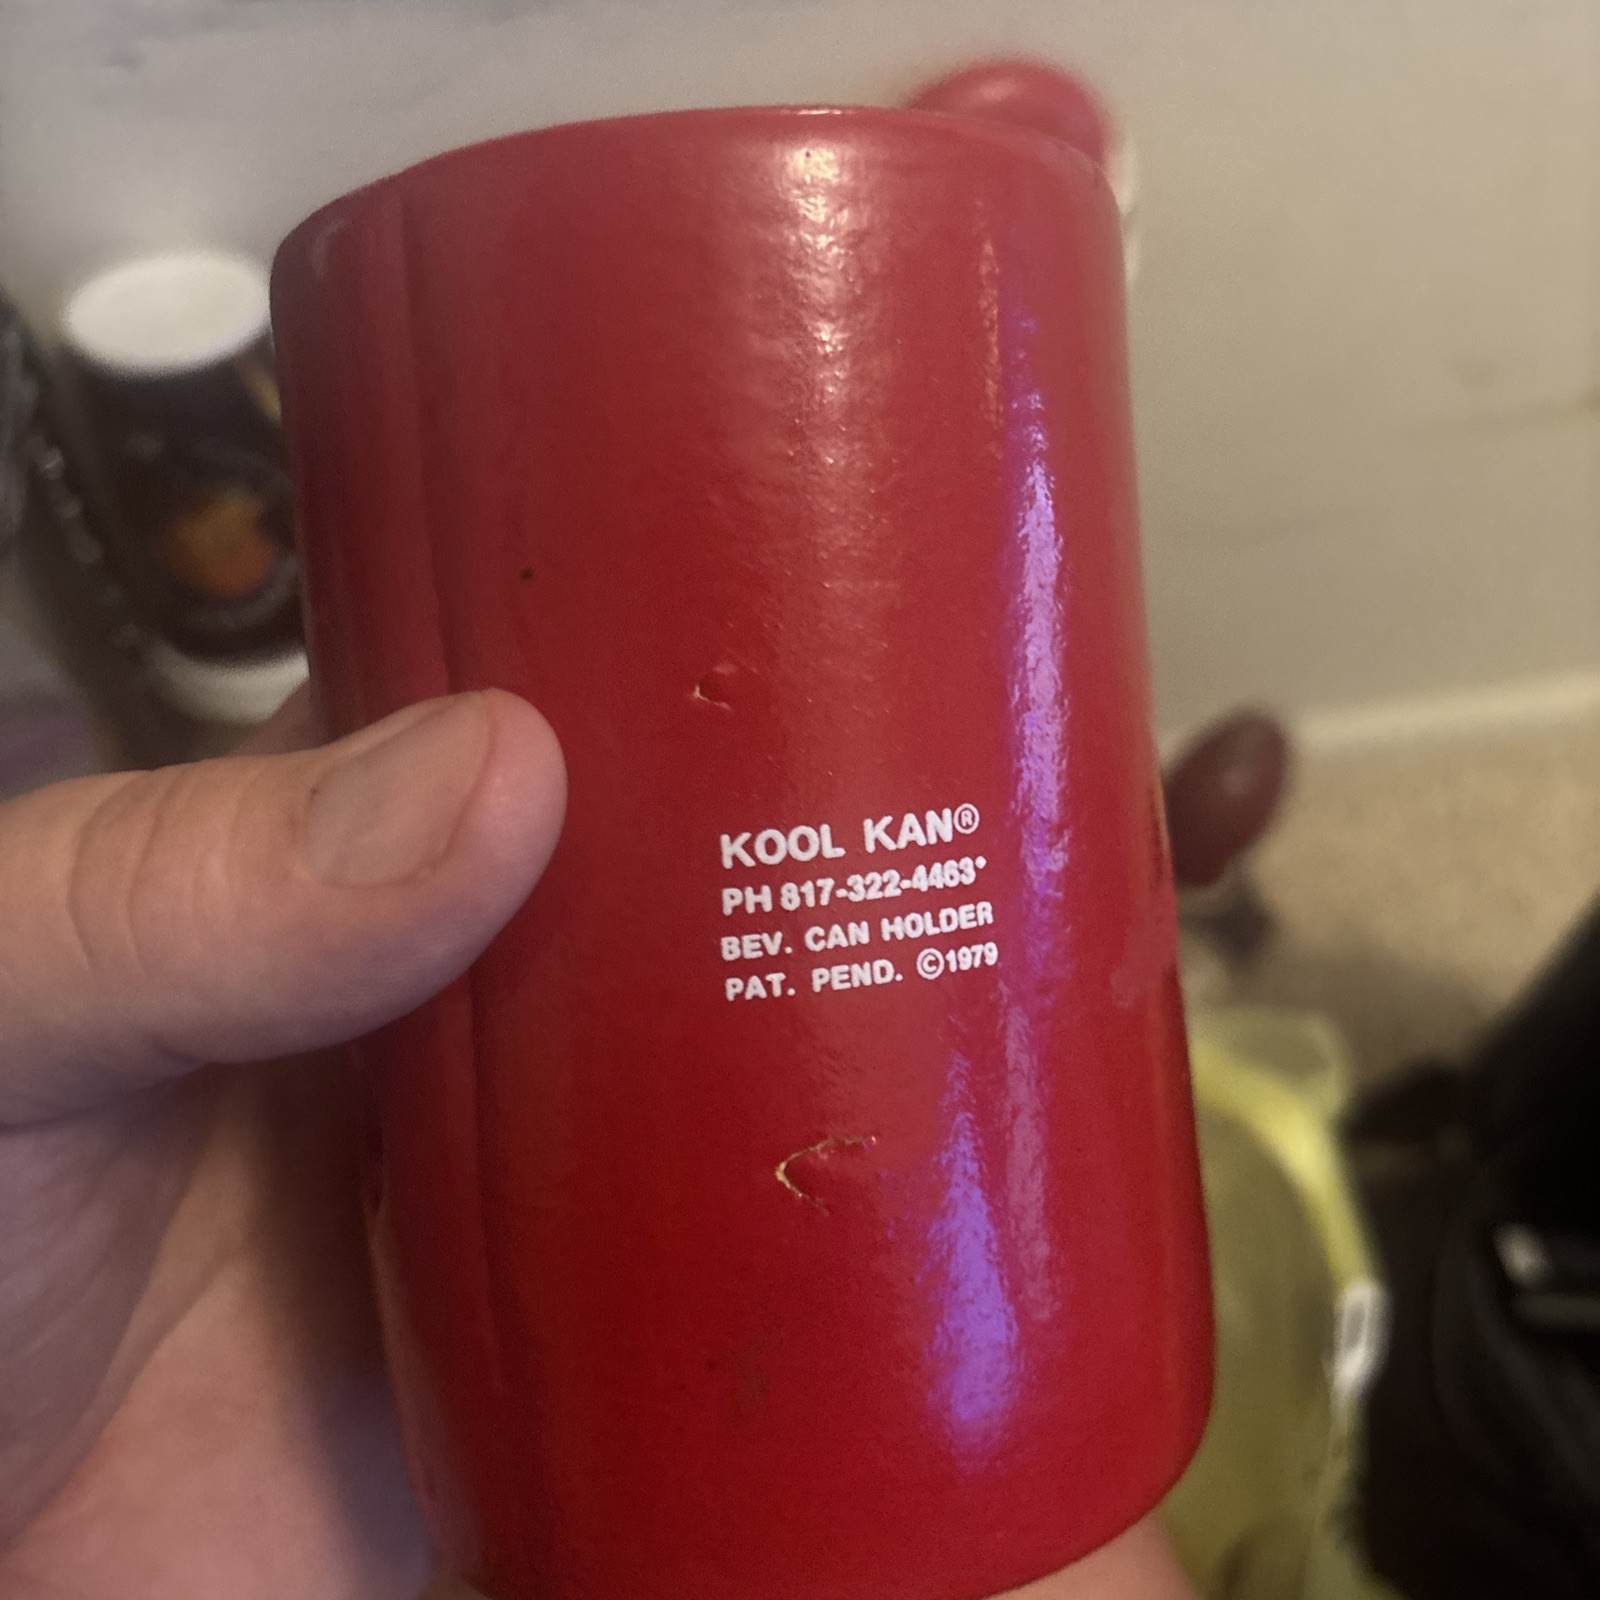 KOOL KAN®
PH 817-322-4463*
BEV. CAN HOLDER
PAT. PEND. ©1979